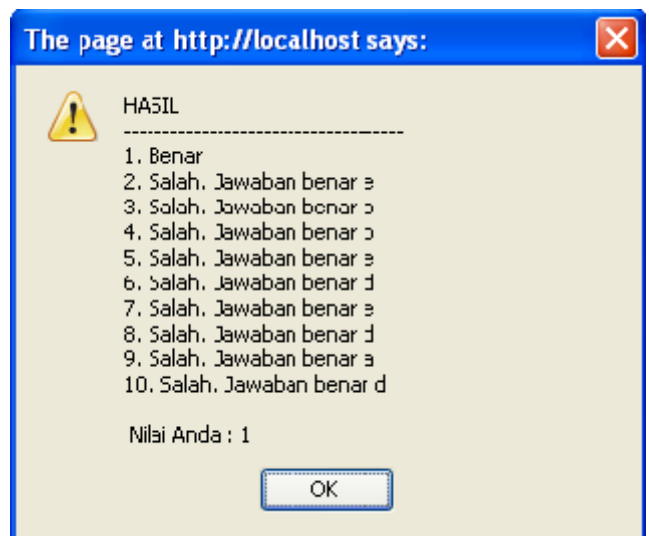 The page at http://localhost says:
HASIL
-----------------------------------
1. Benar
2. Salah. Jawaban benar e
3. Salah. Jawaban benar
4. Salah. Jawaban benar
5. Salah. Jawaban benar e
6. Salah. Jawaban benar d
7. Salah. Jawaban benar e
8. Salah. Jawaban benar d
9. Salah. Jawaban benar a
10. Salah. Jawaban benar d
Nilai Anda : 1
OK